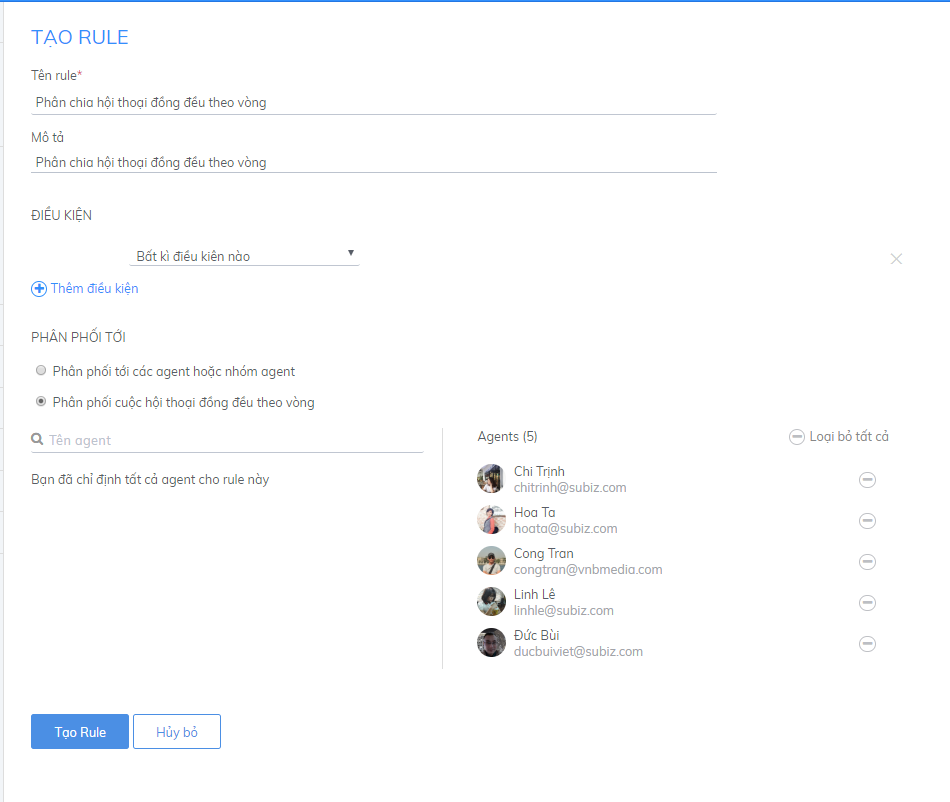 TẠO RULE
Tên rule*
Phân chia hội thoại đồng đều theo vòng
Mô tả
Phân chia hội thoại đồng đều theo vòng
ĐIỀU KIỆN
Bất kì điều kiên nào
Thêm điều kiện
PHÂN PHỐI TỚI
Phân phối tới các agent hoặc nhóm agent
Phân phối cuộc hội thoại đồng đều theo vòng
Tên agent
Bạn đã chỉ định tất cả agent cho rule này
Agents (5)
Loại bỏ tất cả
Chi Trịnh
chitrinh@subiz.com
Hoa Ta
hoata@subiz.com
Cong Tran
congtran@vnbmedia.com
Linh Lê
linhle@subiz.com
Đức Bùi
ducbuiviet@subiz.com
Tạo Rule
Hủy bỏ